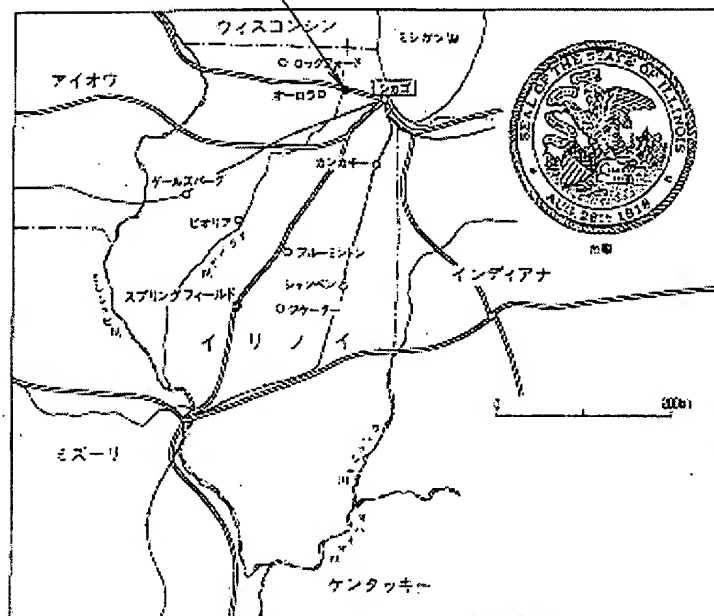 ウィスコンシン
ミシガン
ロックフォード
アイオワ
オーロラ
シカゴ
SEAL OF THE STATE OF ILLINOIS
AUG. 26TH 1818
カンカキー
ゲールズバーグ
ピオリア
ブルーミントン
インディアナ
シャンペン
スプリングフィールド
イリノイ
0
ミズーリ
川
ケンタッキー